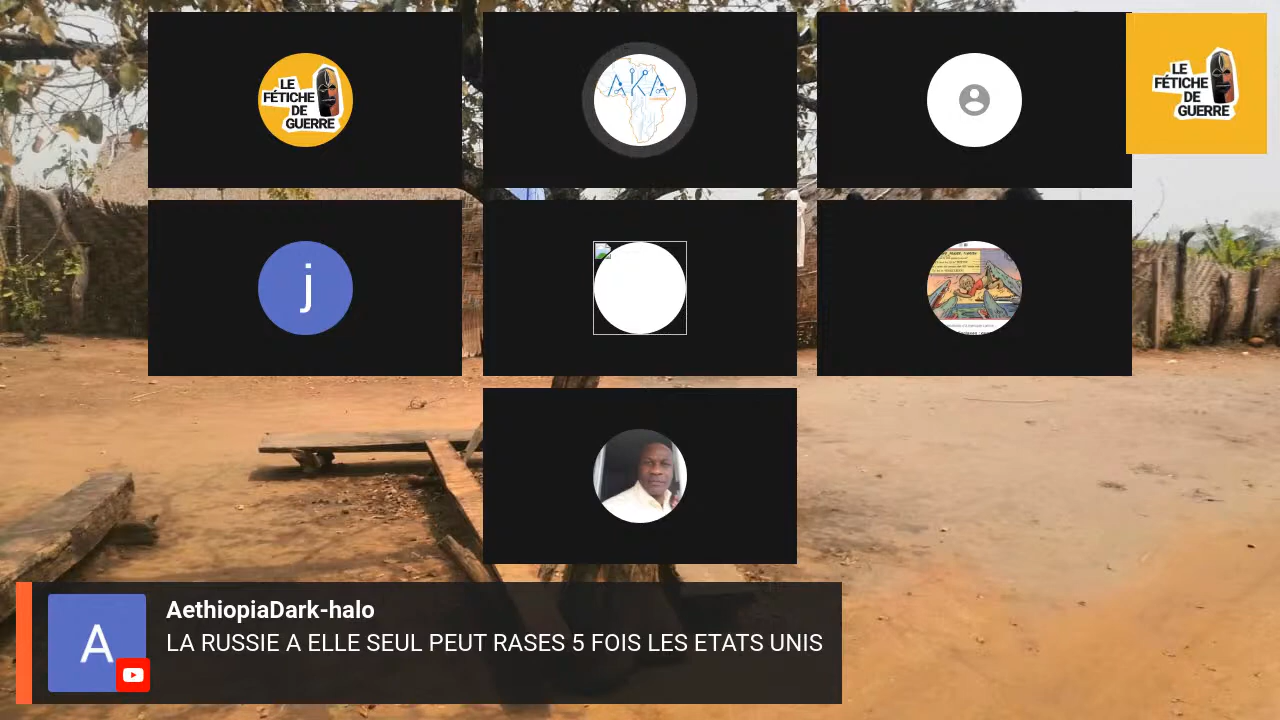 LE
FÉTICHE
DE
GUERRE
AKA
LE
FÉTICHE
DE
GUERRE
j
A
AethiopiaDark-halo
LA RUSSIE A ELLE SEUL PEUT RASES 5 FOIS LES ETATS UNIS